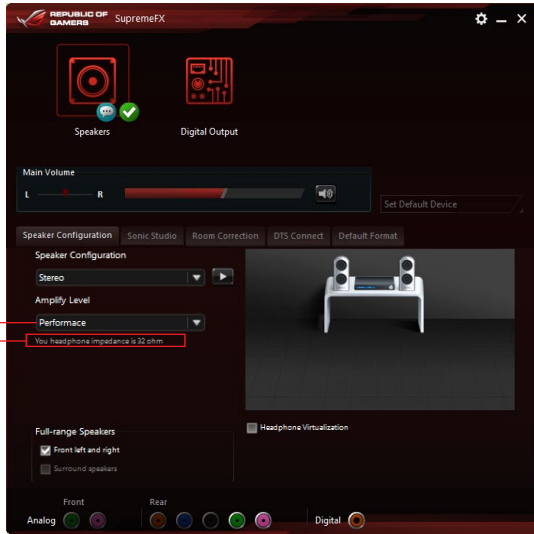 REPUBLIC OF
GAMERS
SupremeFX
Speakers
Digital Output
Main Volume
L R
Set Default Device
Speaker Configuration Sonic Studio Room Correction DTS Connect Default Format
Speaker Configuration
Stereo
Amplify Level
Performace
You headphone impedance is 32 ohm
Headphone Virtualization
Full-range Speakers
Front left and right
Surround speakers
Front Rear
Analog Digital